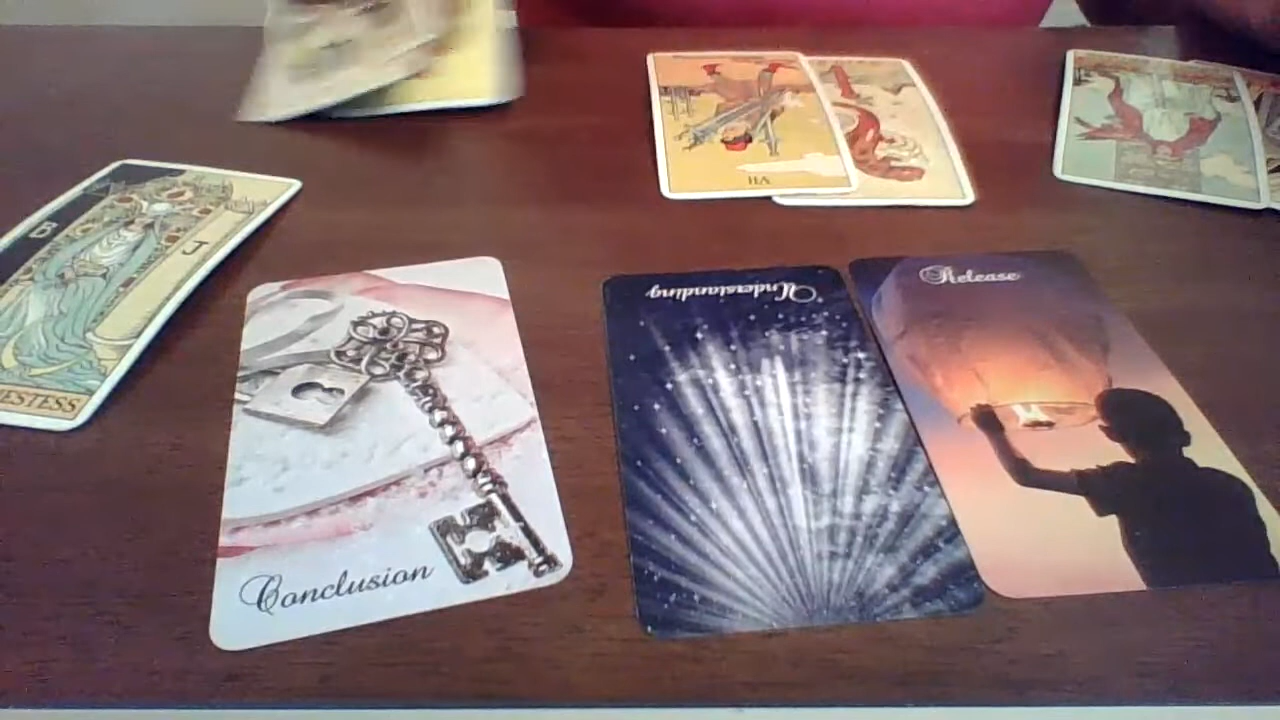 VII
B
J
ESTESS
Understanding
Release
Conclusion